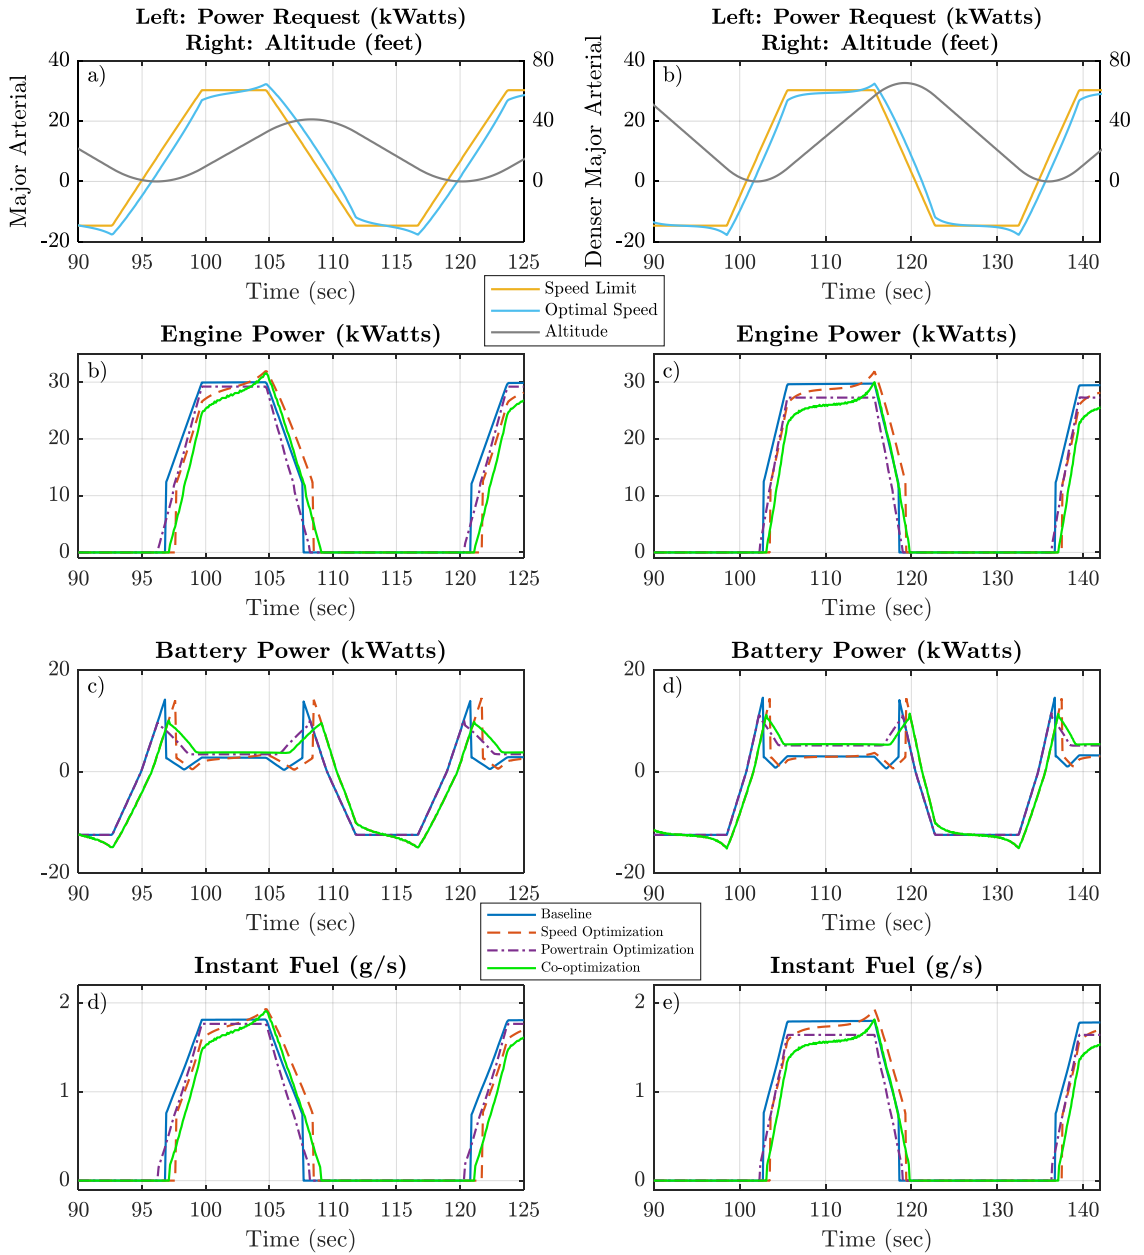 Left: Power Request (kWatts)
Right: Altitude (feet)
a)
Major Arterial
40
20
0
-20
80
40
0
90 95 100 105 110 115 120 125
Time (sec)
Left: Power Request (kWatts)
Right: Altitude (feet)
b)
Denser Major Arterial
40
20
0
-20
80
40
0
90 100 110 120 130 140
Time (sec)
Speed Limit
Optimal Speed
Altitude
Engine Power (kWatts)
b)
30
20
10
0
90 95 100 105 110 115 120 125
Time (sec)
Engine Power (kWatts)
c)
30
20
10
0
90 100 110 120 130 140
Time (sec)
Battery Power (kWatts)
c)
20
0
-20
90 95 100 105 110 115 120 125
Time (sec)
Battery Power (kWatts)
d)
20
0
-20
90 100 110 120 130 140
Time (sec)
Baseline
Speed Optimization
Powertrain Optimization
Co-optimization
Instant Fuel (g/s)
d)
2
1
0
90 95 100 105 110 115 120 125
Time (sec)
Instant Fuel (g/s)
e)
2
1
0
90 100 110 120 130 140
Time (sec)